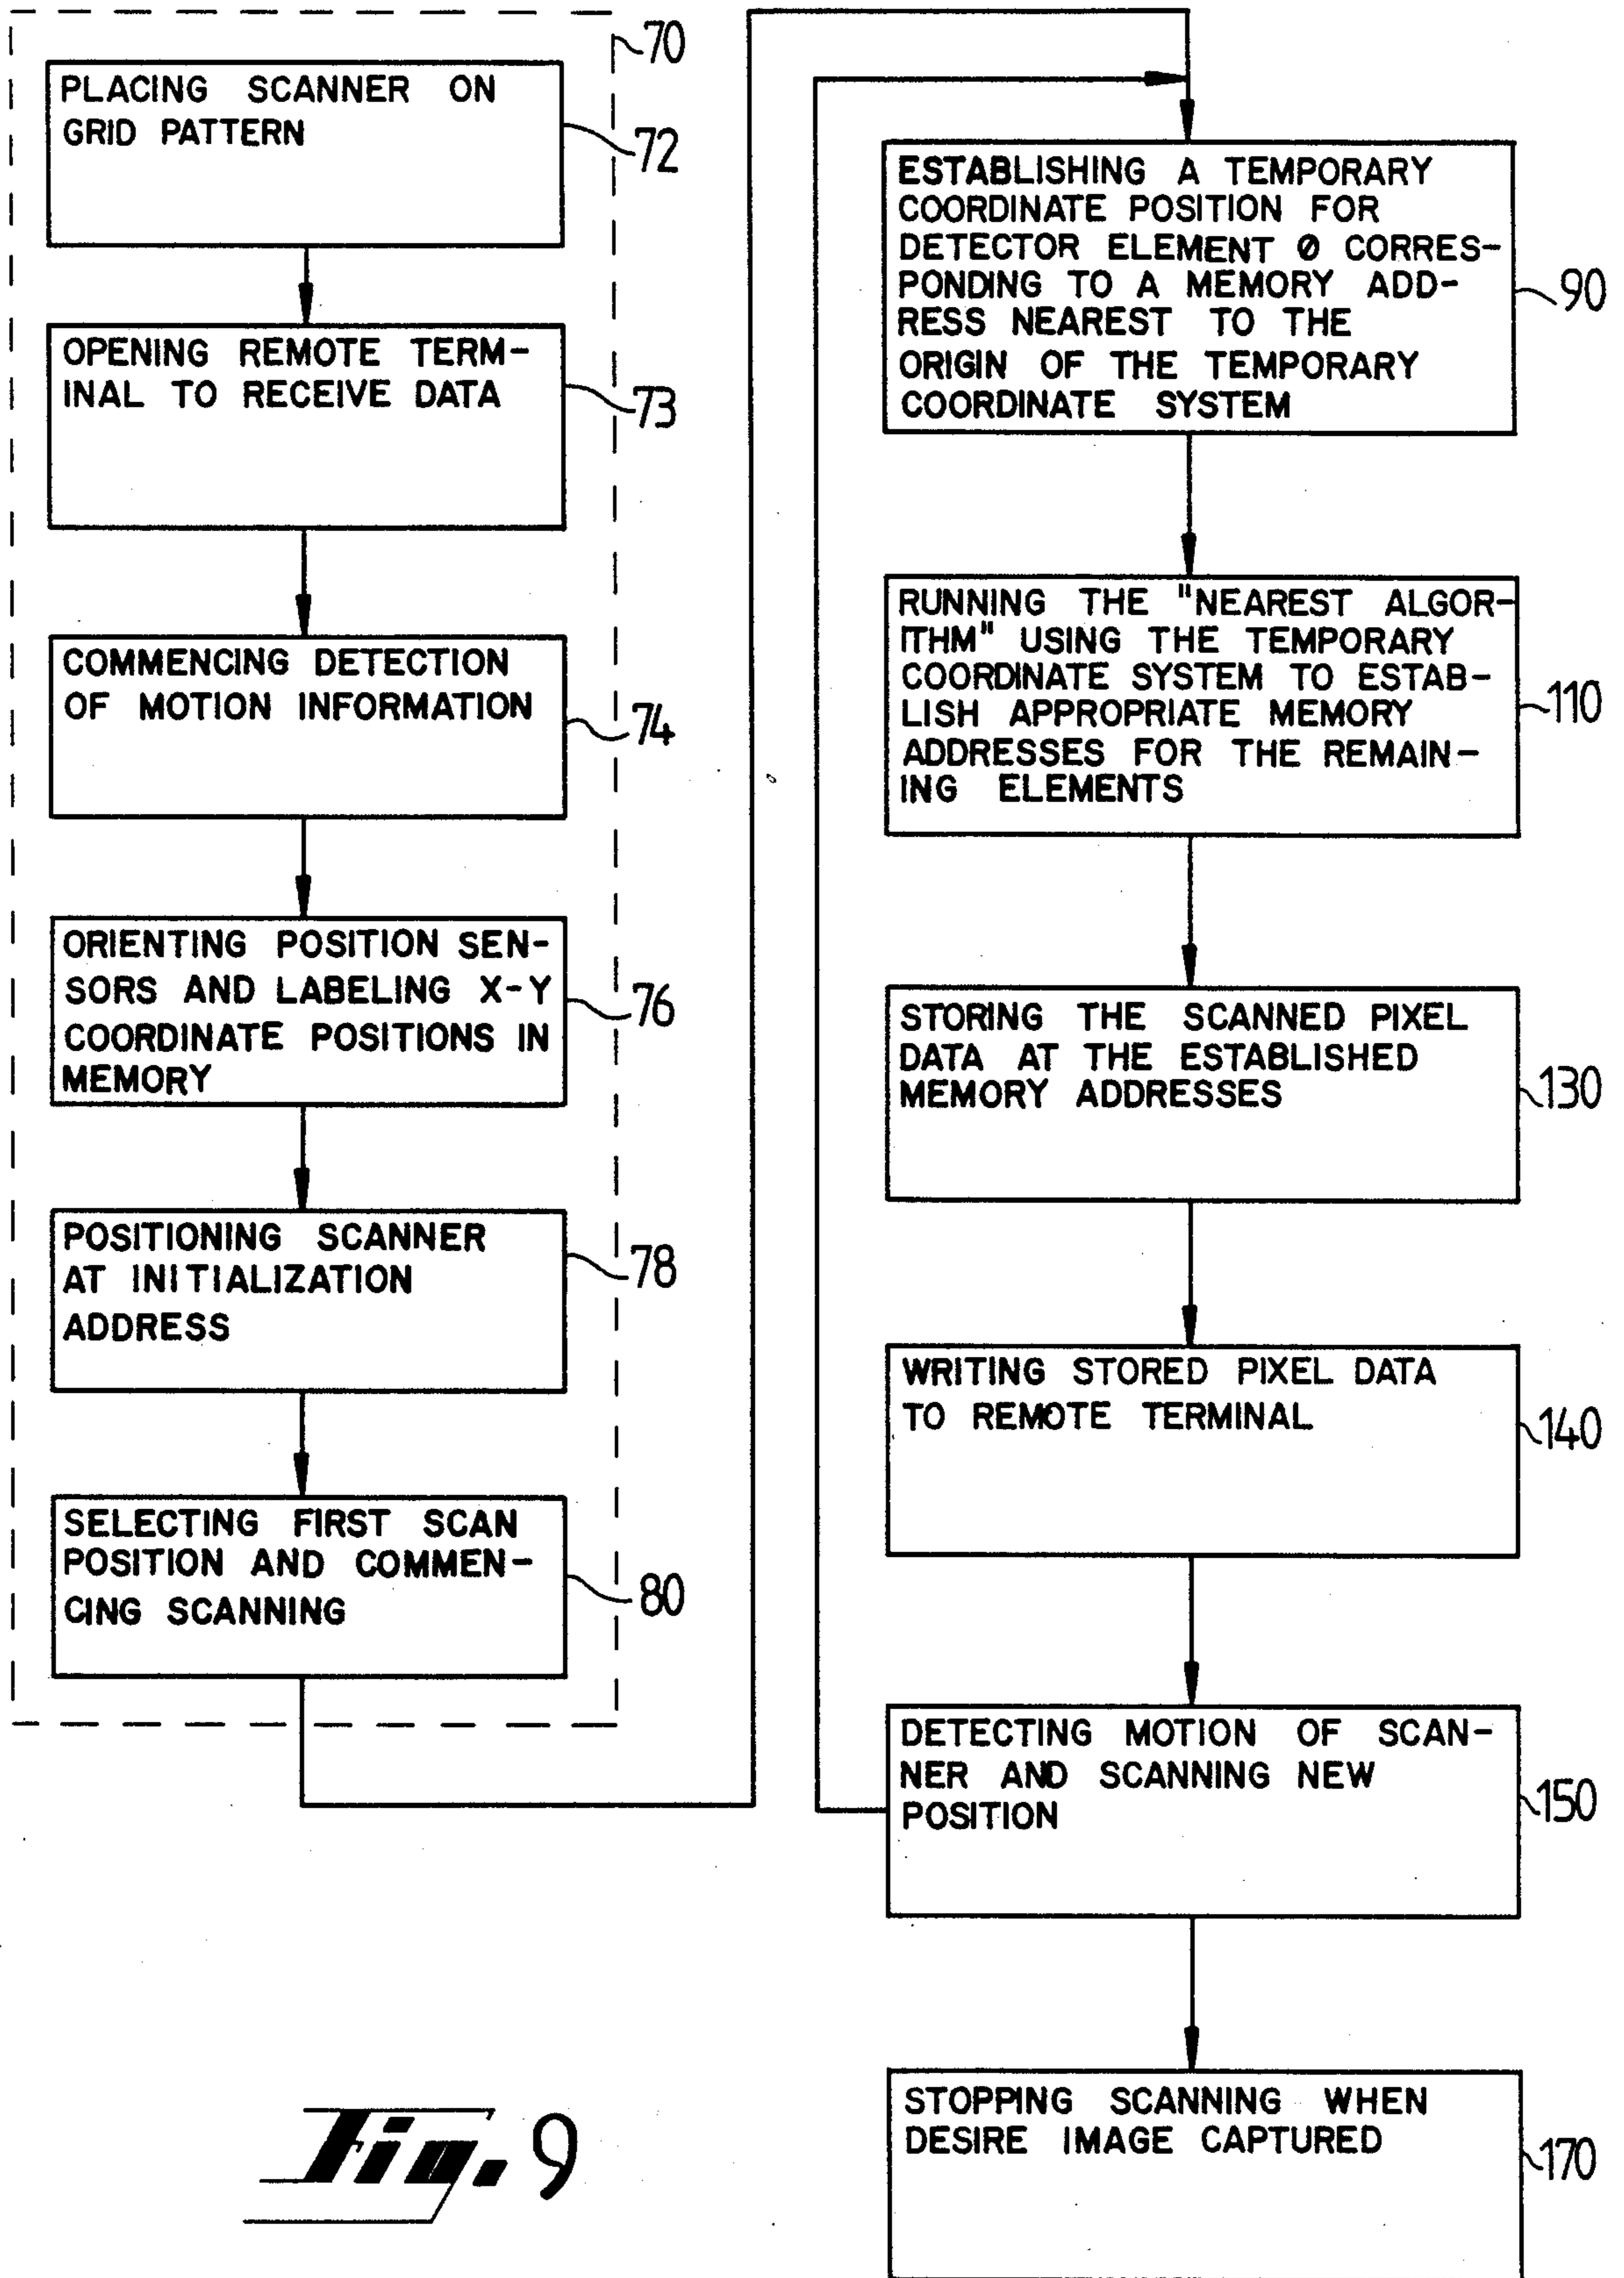 70
PLACING SCANNER ON
GRID PATTERN
72
OPENING REMOTE TERM-
INAL TO RECEIVE DATA
73
COMMENCING DETECTION
OF MOTION INFORMATION
74
ORIENTING POSITION SEN-
SORS AND LABELING X-Y
COORDINATE POSITIONS IN
MEMORY
76
POSITIONING SCANNER
AT INITIALIZATION
ADDRESS
78
SELECTING FIRST SCAN
POSITION AND COMMEN-
CING SCANNING
80
ESTABLISHING A TEMPORARY
COORDINATE POSITION FOR
DETECTOR ELEMENT Ø CORRES-
PONDING TO A MEMORY ADD-
RESS NEAREST TO THE
ORIGIN OF THE TEMPORARY
COORDINATE SYSTEM
90
RUNNING THE "NEAREST ALGOR-
ITHM" USING THE TEMPORARY
COORDINATE SYSTEM TO ESTAB-
LISH APPROPRIATE MEMORY
ADDRESSES FOR THE REMAIN-
ING ELEMENTS
110
STORING THE SCANNED PIXEL
DATA AT THE ESTABLISHED
MEMORY ADDRESSES
130
WRITING STORED PIXEL DATA
TO REMOTE TERMINAL
140
DETECTING MOTION OF SCAN-
NER AND SCANNING NEW
POSITION
150
STOPPING SCANNING WHEN
DESIRE IMAGE CAPTURED
170
Fig. 9